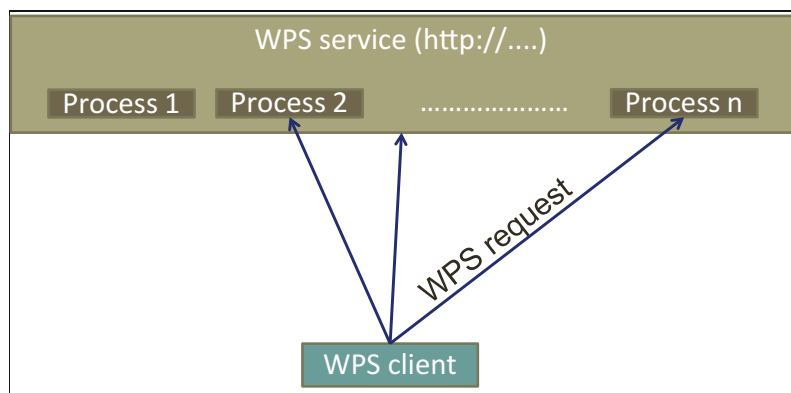 WPS service (http://....)
Process 1
Process 2
.....................
Process n
WPS request
WPS client